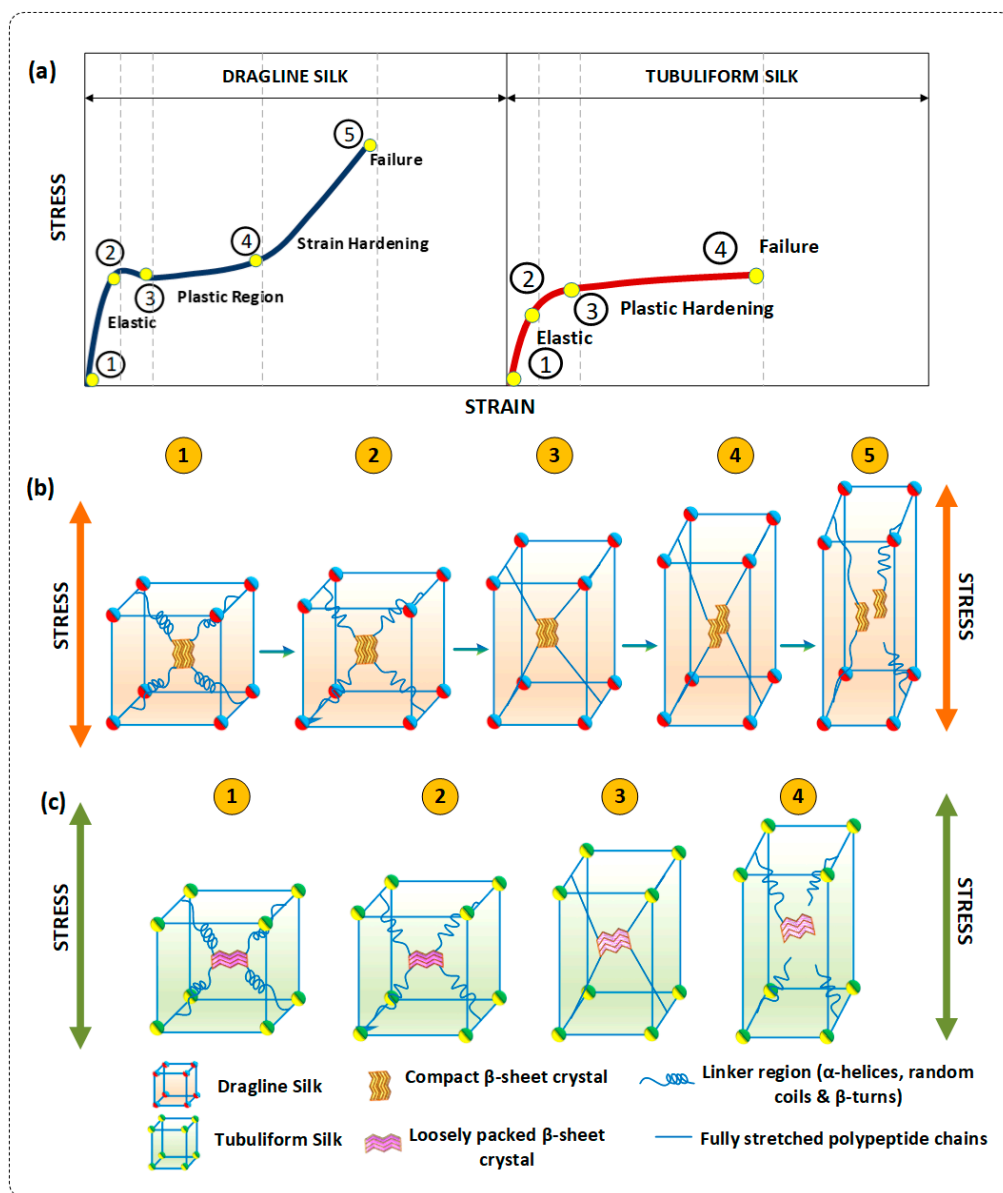 (a)
DRAGLINE SILK
TUBULIFORM SILK
STRESS
5
Failure
2
4
Strain Hardening
3
Plastic Region
Elastic
1
4
Failure
2
3
Plastic Hardening
Elastic
1
STRAIN
1
2
3
4
5
(b)
STRESS
STRESS
(c)
1
2
3
4
STRESS
STRESS
Dragline Silk
Compact β-sheet crystal
Linker region (α-helices, random
coils & β-turns)
Tubuliform
Silk
Loosely packed β-sheet
crystal
Fully stretched polypeptide chains